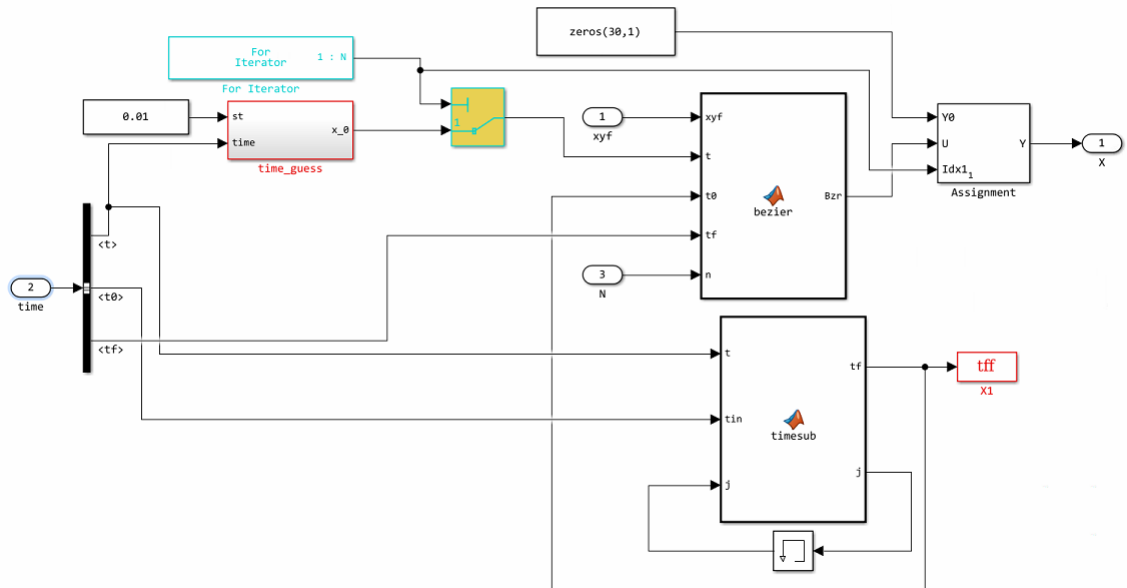 zeros(30,1)
For
Iterator
1 : N
For Iterator
0.01
st
time
x_0
time_guess
1
1
xyf
xyf
t
t0
tf
n
Bzr
bezier
3
N
Y0
U
Idx1
1
Y
Assignment
1
X
2
time
<t>
<t0>
<tf>
t
tin
j
tf
j
timesub
tff
X1